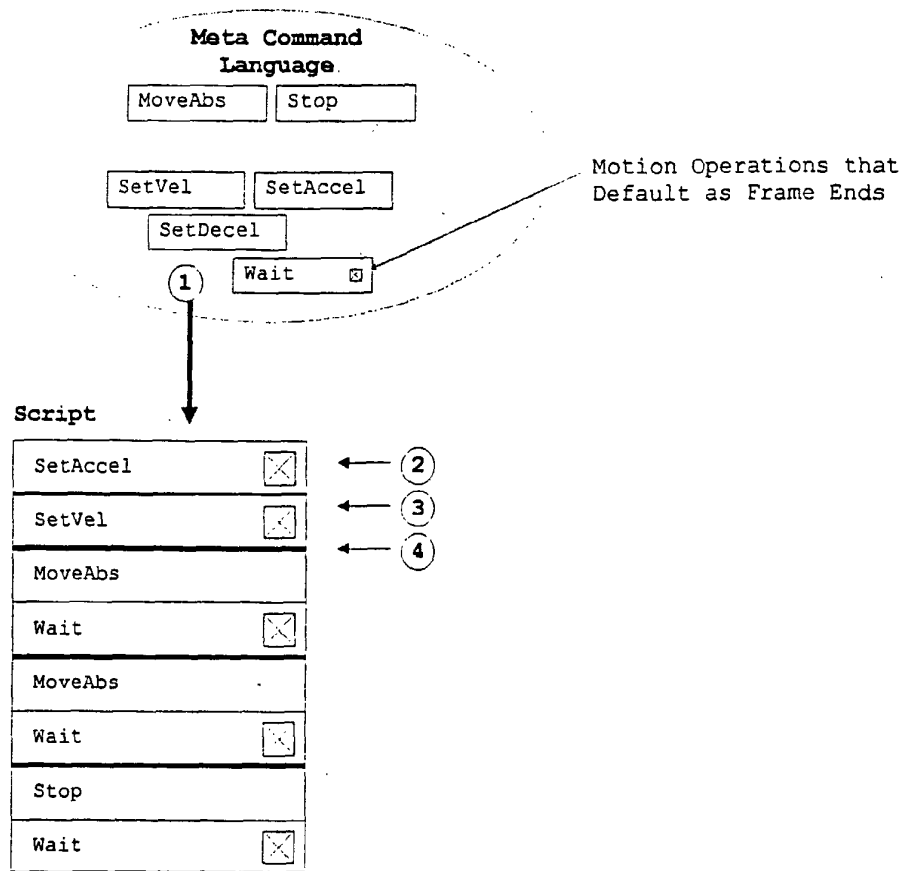 Meta Command
Language
MoveAbs Stop
Motion Operations that
Default as Frame Ends
SetVel SetAccel
SetDecel
Wait
1
Script
SetAccel
2
SetVel
3
4
MoveAbs
Wait
MoveAbs
Wait
Stop
Wait